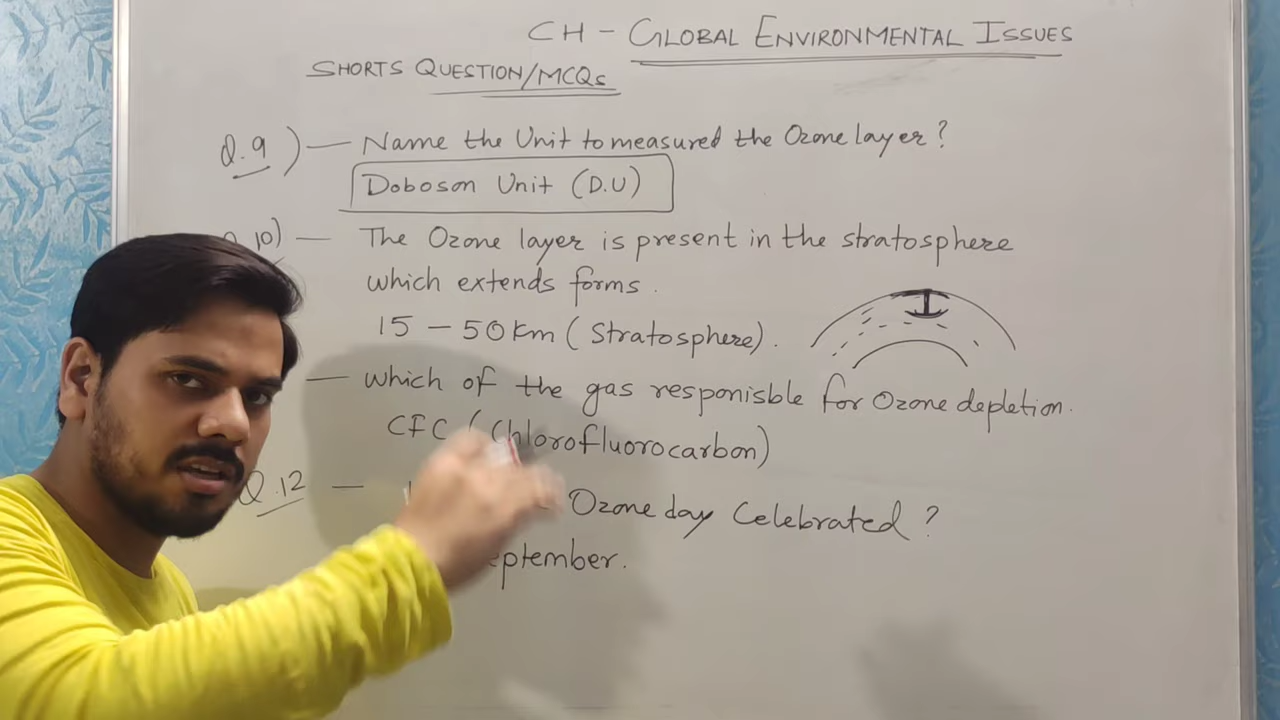 CH - GLOBAL ENVIRONMENTAL ISSUES
SHORTS QUESTION/MCQs
Q.9) — Name the Unit to measured the Ozone layer?
Doboson Unit (D.U)
10) — The Ozone layer is present in the stratosphere
which extends forms.
15 - 50 km (Stratosphere).
— which of the gas responisble for Ozone depletion.
CFC (Chlorofluorocarbon)
Q.12 — Ozone day Celebrated?
eptember.